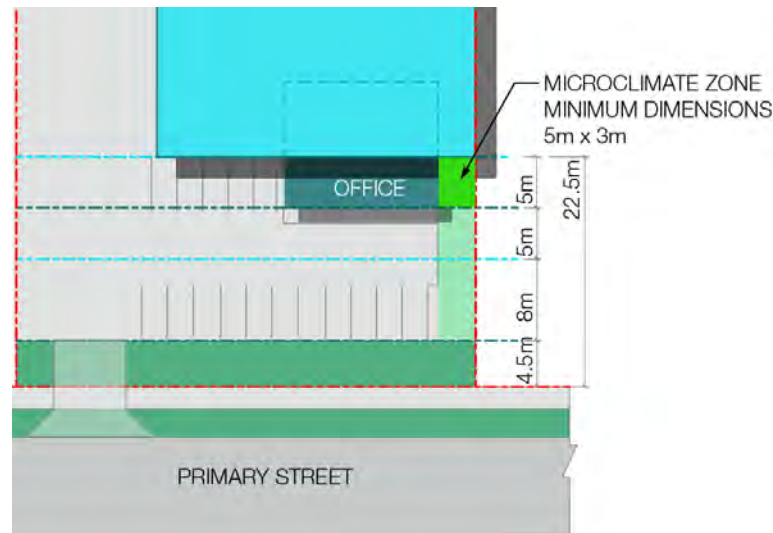 MICROCLIMATE ZONE
MINIMUM DIMENSIONS
5m x 3m
OFFICE
5m
22.5m
5m
8m
4.5m
PRIMARY STREET